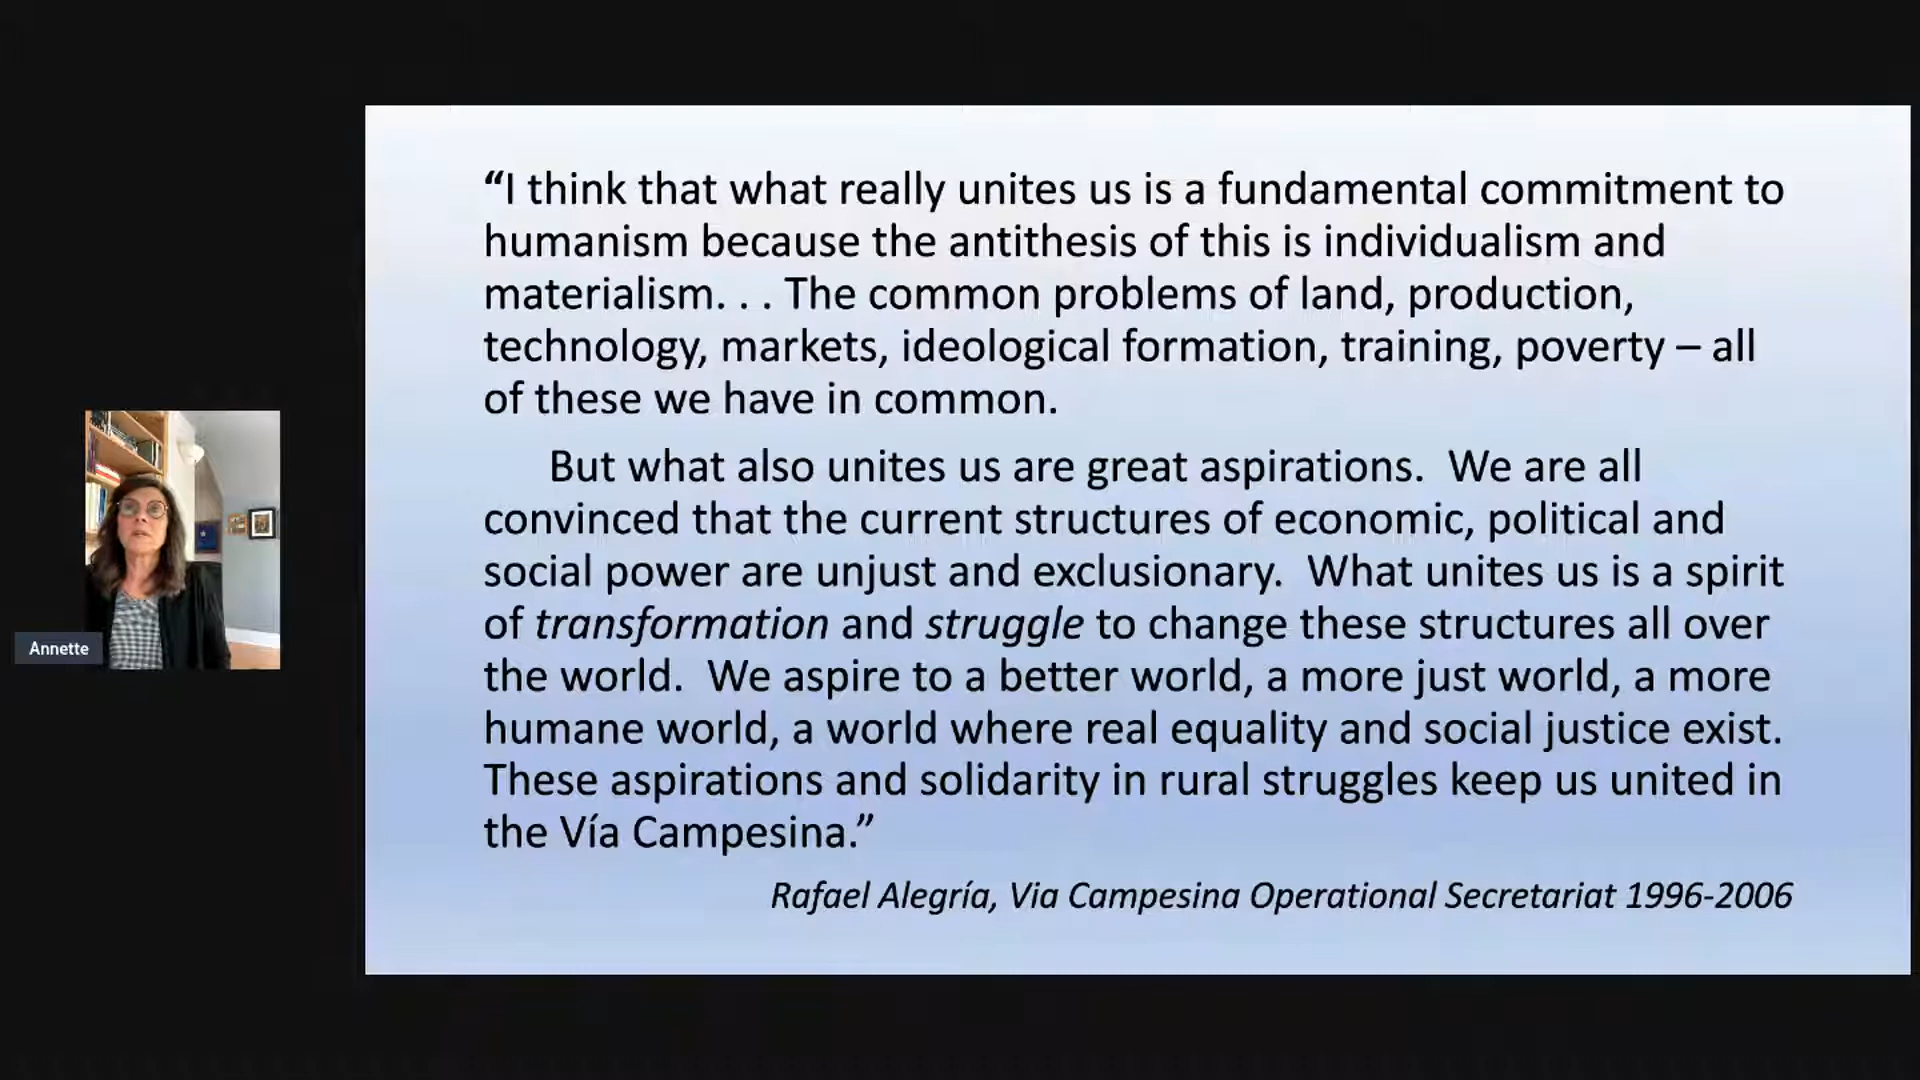 “I think that what really unites us is a fundamental commitment to
humanism because the antithesis of this is individualism and
materialism. . . The common problems of land, production,
technology, markets, ideological formation, training, poverty – all
of these we have in common.
But what also unites us are great aspirations. We are all
convinced that the current structures of economic, political and
social power are unjust and exclusionary. What unites us is a spirit
of transformation and struggle to change these structures all over
the world. We aspire to a better world, a more just world, a more
humane world, a world where real equality and social justice exist.
These aspirations and solidarity in rural struggles keep us united in
the Vía Campesina.”
Rafael Alegría, Via Campesina Operational Secretariat 1996-2006
Annette